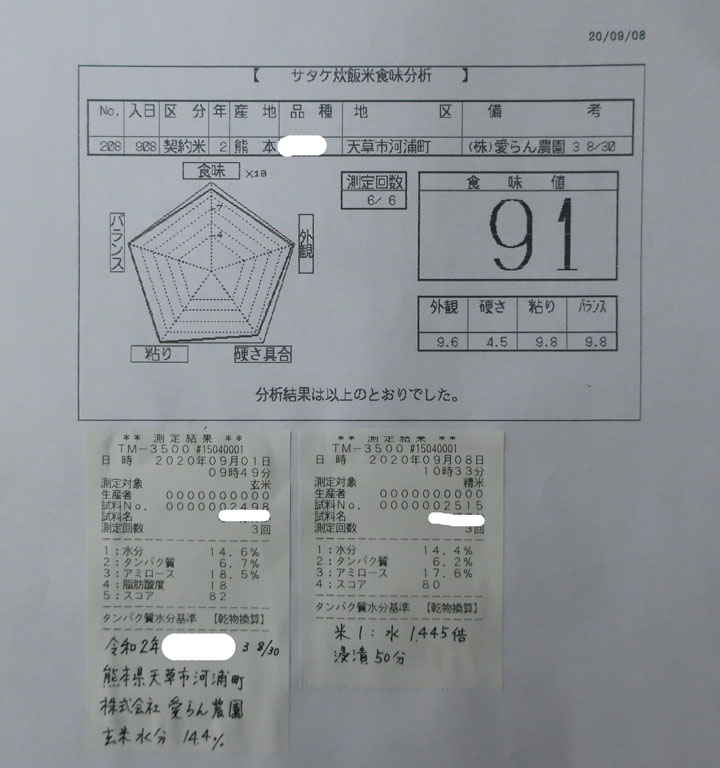 20/09/08
【 サタケ炊飯米食味分析 】
No. 入日 区分 年 産地 品種 地区 備考
208 908 契約米 2 熊本 天草市河浦町 (株)愛らん農園 3 8/30
食味 ×10
7
4
外観
硬さ具合
粘り
バランス
測定回数
6/ 6
食味値
91
外観 硬さ 粘り バランス
9.6 4.5 9.8 9.8
分析結果は以上のとおりでした。
** 測定結果 **
TM-3500 #15040001
日 時 2020年09月01日
09時49分
測定対象 玄米
生産者 0000000000
試料No. 0000002498
試料名
測定回数 3回
1:水分 14.6%
2:タンパク質 6.7%
3:アミロース 18.5%
4:脂肪酸度 18
5:スコア 82
タンパク質水分基準 【乾物換算】
令和2年 3 8/30
熊本県天草市河浦町
株式会社 愛らん農園
玄米水分 14.4%
** 測定結果 **
TM-3500 #15040001
日 時 2020年09月08日
10時33分
測定対象 精米
生産者 0000000000
試料No. 0000002515
試料名
測定回数 3回
1:水分 14.4%
2:タンパク質 6.2%
3:アミロース 17.6%
4:スコア 80
タンパク質水分基準 【乾物換算】
米1:水1.445倍
浸漬50分